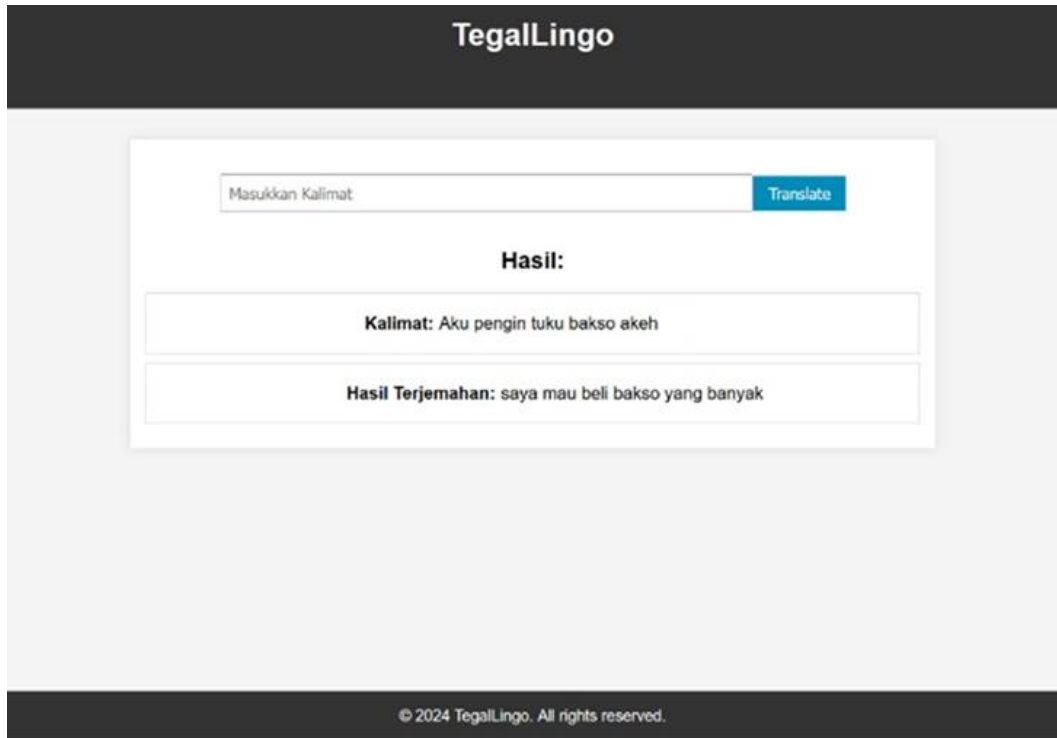 TegalLingo
Masukkan Kalimat
Translate
Hasil:
Kalimat: Aku pengin tuku bakso akeh
Hasil Terjemahan: saya mau beli bakso yang banyak
© 2024 TegalLingo. All rights reserved.